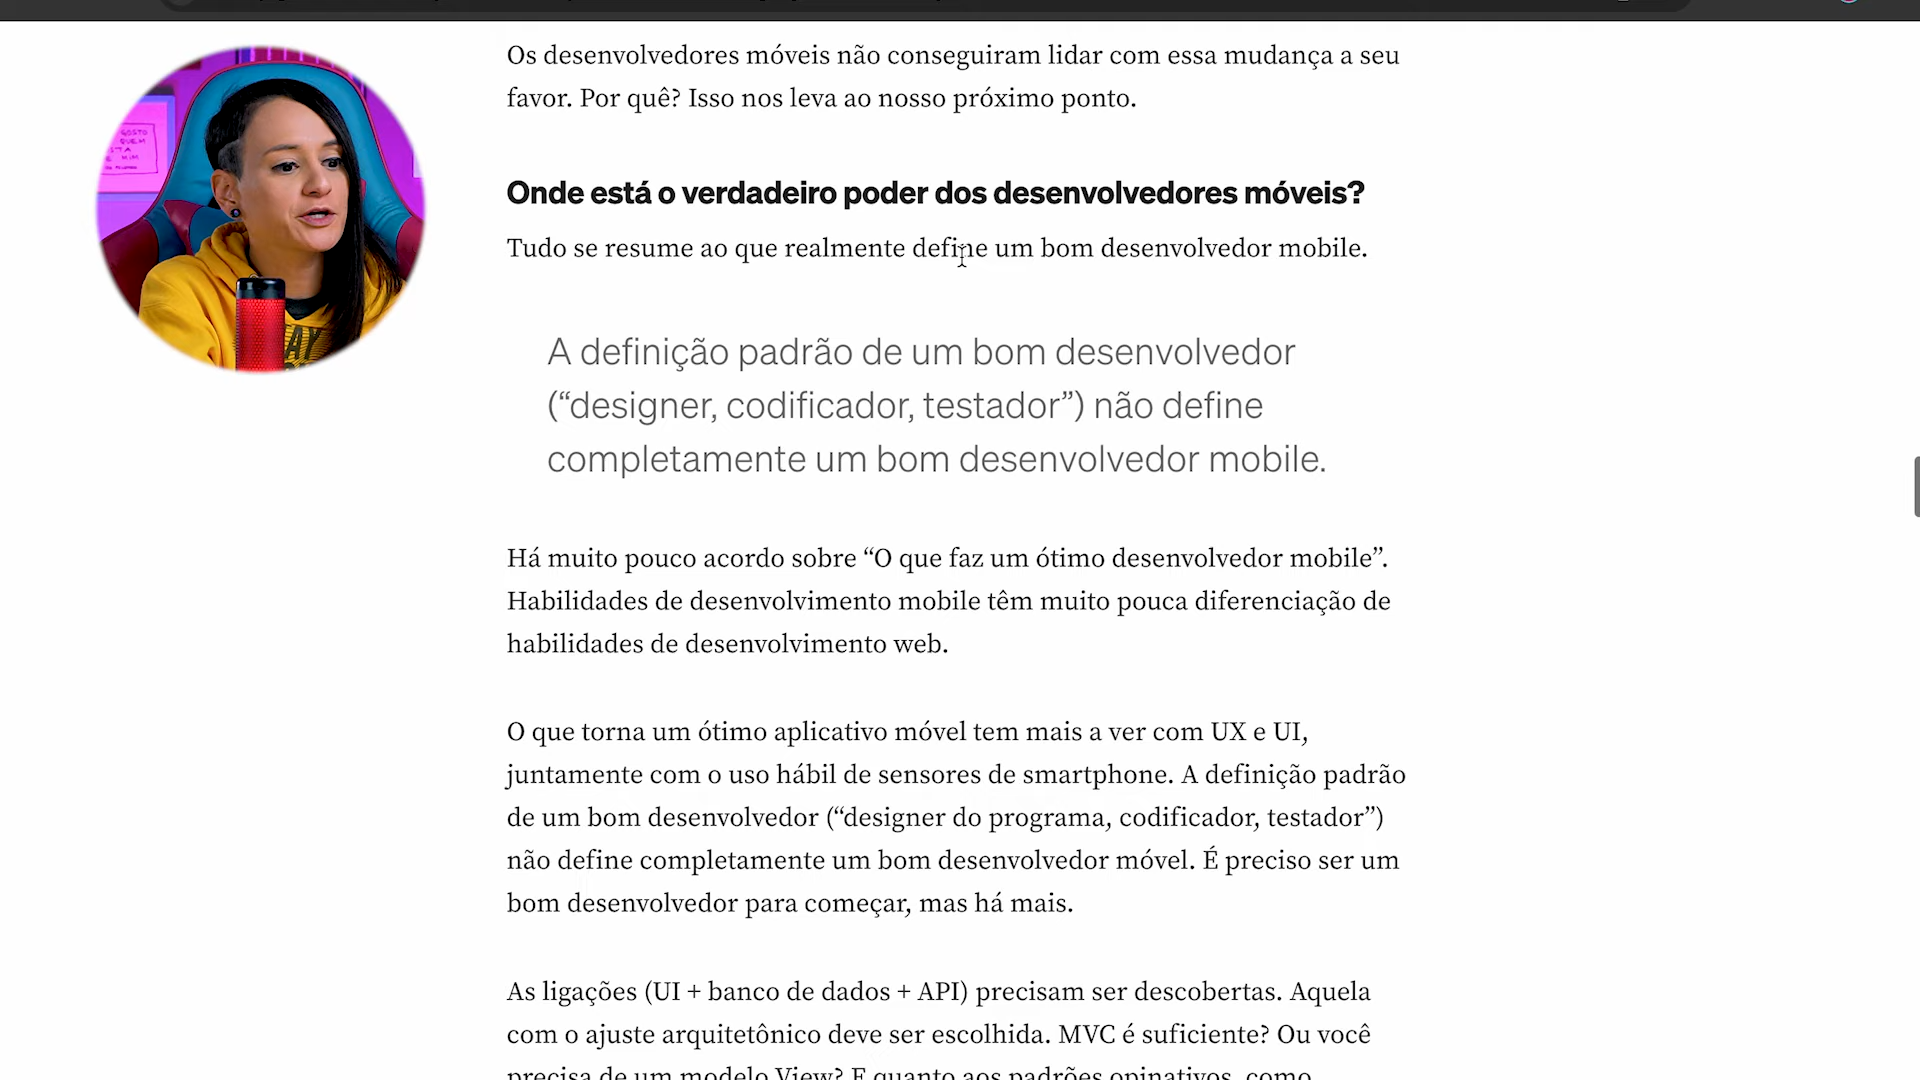 Os desenvolvedores móveis não conseguiram lidar com essa mudança a seu
favor. Por quê? Isso nos leva ao nosso próximo ponto.
GOSTO
QUEM
Onde está o verdadeiro poder dos desenvolvedores móveis?
Tudo se resume ao que realmente define um bom desenvolvedor mobile.
A definição padrão de um bom desenvolvedor
(“designer, codificador, testador”) não define
completamente um bom desenvolvedor mobile.
Há muito pouco acordo sobre “O que faz um ótimo desenvolvedor mobile”.
Habilidades de desenvolvimento mobile têm muito pouca diferenciação de
habilidades de desenvolvimento web.
O que torna um ótimo aplicativo móvel tem mais a ver com UX e UI,
juntamente com o uso hábil de sensores de smartphone. A definição padrão
de um bom desenvolvedor (“designer do programa, codificador, testador”)
não define completamente um bom desenvolvedor móvel. É preciso ser um
bom desenvolvedor para começar, mas há mais.
As ligações (UI + banco de dados + API) precisam ser descobertas. Aquela
com o ajuste arquitetônico deve ser escolhida. MVC é suficiente? Ou você
precisa de um modelo View? E quanto aos padrões opinativos, como